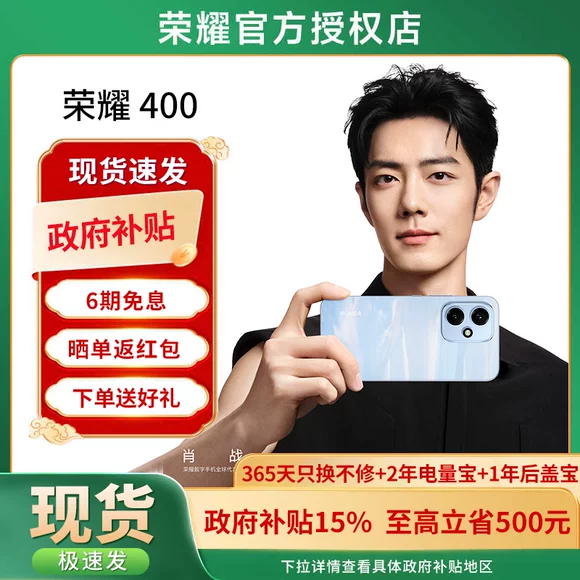 荣耀官方授权店
荣耀 400
现货速发
政府补贴
6期免息
晒单返红包
下单送好礼
HONOR
肖 战
365天只换不修+2年电量宝+1年后盖宝
现货
极速发
政府补贴15% 至高立省500元
下拉详情查看具体政府补贴地区